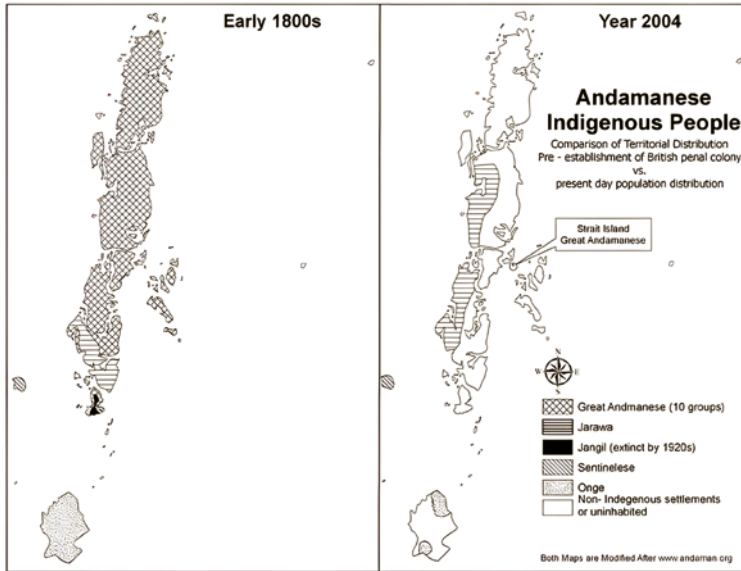 Early 1800s
Year 2004
Andamanese
Indigenous People
Comparison of Territorial Distribution
Pre - establishment of British penal colony
vs.
present day population distribution
Strait Island
Great Andamanese
N
W E
S
Great Andmanese (10 groups)
Jarawa
Jangil (extinct by 1920s)
Sentinelese
Onge
Non- Indegenous settlements
or uninhabited
Both Maps are Modified After www.andaman.org